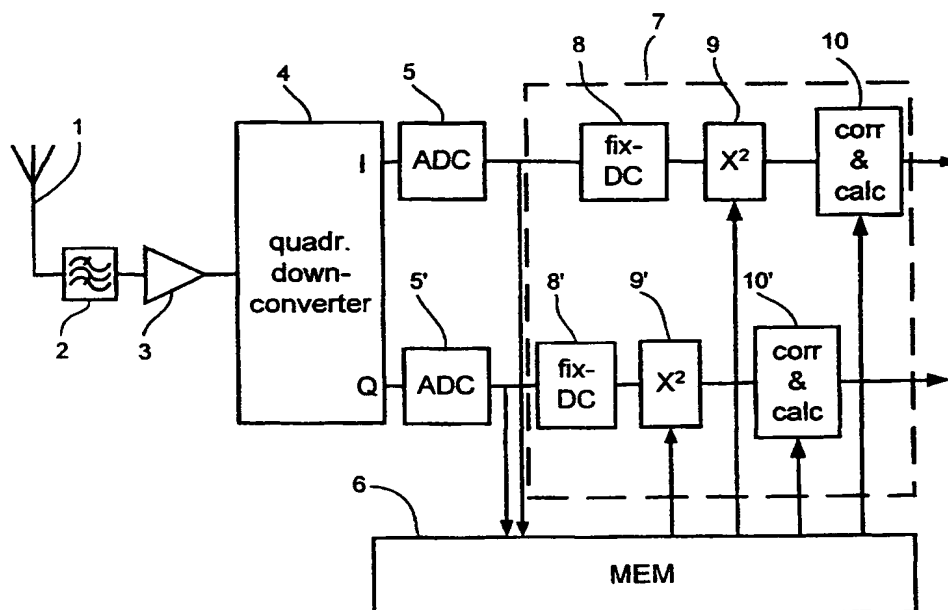 8
7
9
10
4
5
1
I
ADC
fix-
DC
X²
corr
&
calc
quadr.
down-
converter
2
3
5'
8'
9'
10'
Q
ADC
fix-
DC
X²
corr
&
calc
6
MEM